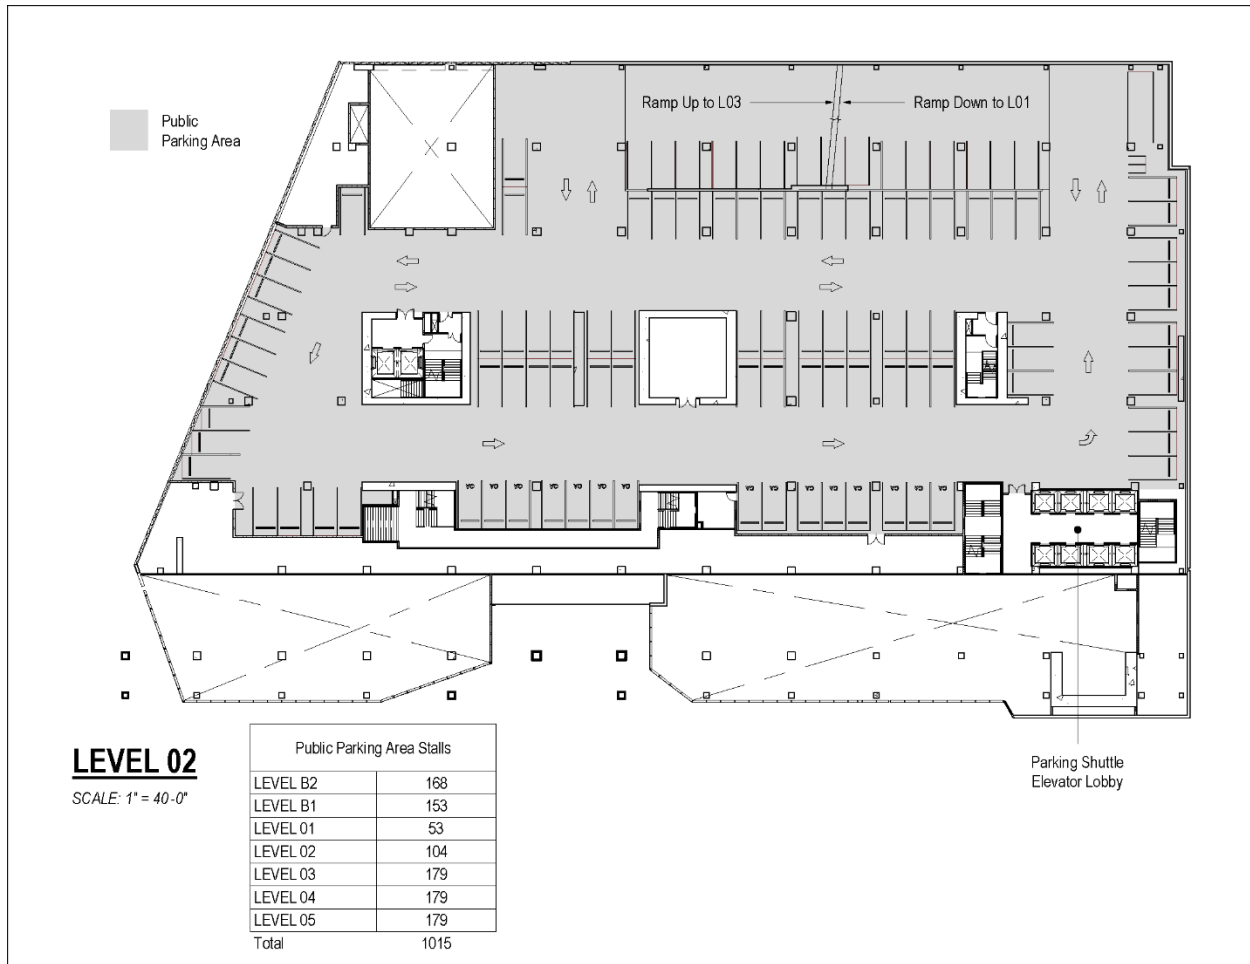 Ramp Up to L03
Ramp Down to L01
Public
Parking Area
LEVEL 02
SCALE: 1" = 40-0"
Public Parking Area Stalls
LEVEL B2 168
LEVEL B1 153
LEVEL 01 53
LEVEL 02 104
LEVEL 03 179
LEVEL 04 179
LEVEL 05 179
Total 1015
Parking Shuttle
Elevator Lobby